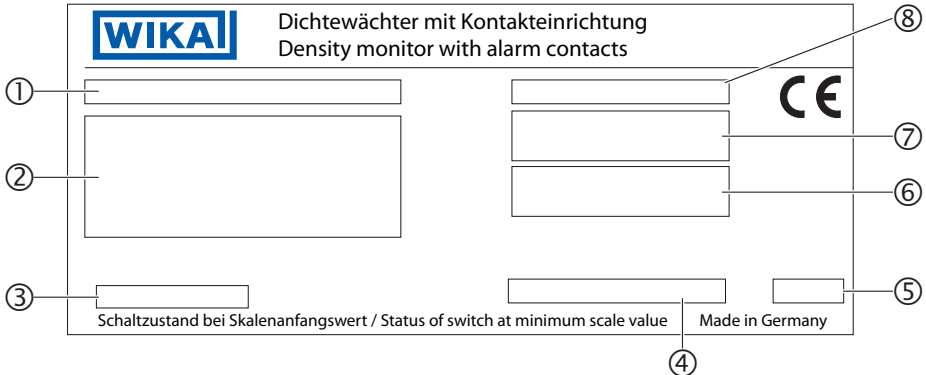 WIKA
Dichtewächter mit Kontakteinrichtung
Density monitor with alarm contacts
⑧
①
CE
⑦
②
⑥
③
⑤
Schaltzustand bei Skalenanfangswert / Status of switch at minimum scale value
Made in Germany
④